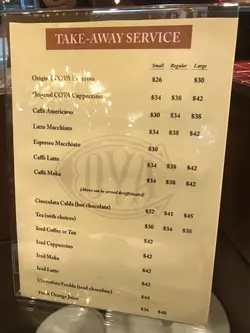 TAKE-AWAY SERVICE
Small Regular Large
Original COVA Espresso $26 $30
Original COVA Cappuccino $34 $38 $42
Caffe Americano $30 $34 $38
Latte Macchiato $34 $38 $42
Espresso Macchiato $30
Caffe Latte $34 $38 $42
Caffe Moka $34 $38 $42
(Above can be served decaffeinated)
Cioccolata Calda (hot chocolate) $37 $41 $45
Tea (with choices) $30 $34 $38
Iced Coffee or Tea $42
Iced Cappuccino $42
Iced Moka $42
Iced Latte $42
Cioccolata Fredda (iced chocolate) $44
Fresh Orange Juice $36 $40
COVA